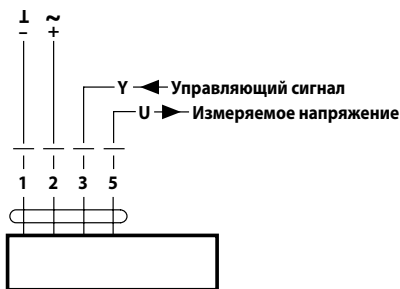 ⊥ ~
– +
Y Управляющий сигнал
U Измеряемое напряжение
1 2 3 5